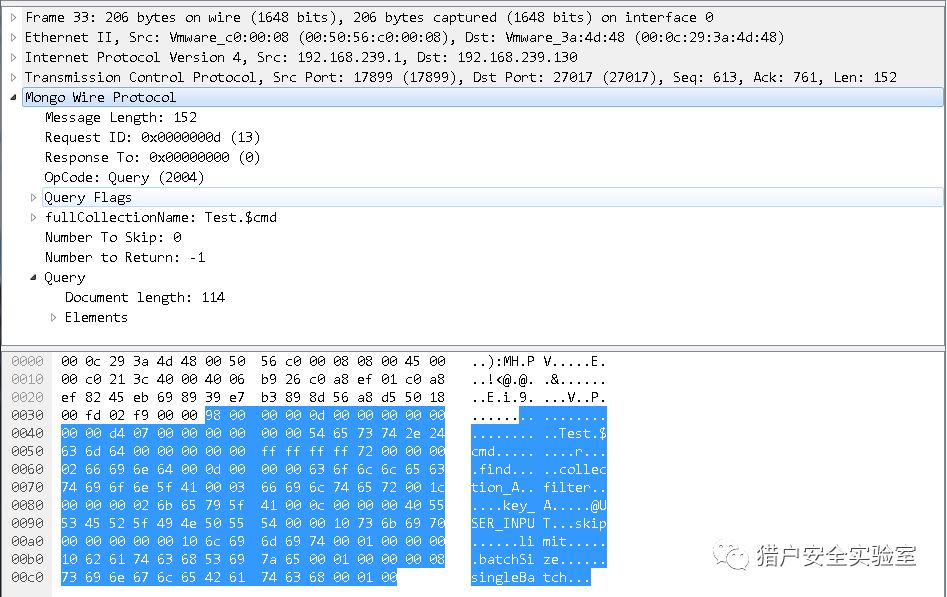 Frame 33: 206 bytes on wire (1648 bits), 206 bytes captured (1648 bits) on interface 0
Ethernet II, Src: Vmware_c0:00:08 (00:50:56:c0:00:08), Dst: Vmware_3a:4d:48 (00:0c:29:3a:4d:48)
Internet Protocol Version 4, Src: 192.168.239.1, Dst: 192.168.239.130
Transmission Control Protocol, Src Port: 17899 (17899), Dst Port: 27017 (27017), Seq: 613, Ack: 761, Len: 152
Mongo Wire Protocol
Message Length: 152
Request ID: 0x0000000d (13)
Response To: 0x00000000 (0)
OpCode: Query (2004)
Query Flags
fullCollectionName: Test.$cmd
Number To Skip: 0
Number to Return: -1
Query
Document length: 114
Elements
0000 00 0c 29 3a 4d 48 00 50 56 c0 00 08 08 00 45 00 ..):MH.P V.....E.
0010 00 c0 21 3c 40 00 40 06 b9 26 c0 a8 ef 01 c0 a8 ..!<@.@. .&......
0020 ef 82 45 eb 69 89 39 e7 b3 89 8d 56 a8 d5 50 18 ..E.i.9. ...V..P.
0030 00 fd 02 f9 00 00 98 00 00 00 0d 00 00 00 00 00 ........ ........
0040 00 00 d4 07 00 00 00 00 00 00 54 65 73 74 2e 24 ........ ..Test.$
0050 63 6d 64 00 00 00 00 00 ff ff ff ff 72 00 00 00 cmd..... ....r...
0060 02 66 69 6e 64 00 0d 00 00 00 63 6f 6c 6c 65 63 .find... ..collec
0070 74 69 6f 6e 5f 41 00 03 66 69 6c 74 65 72 00 1c tion_A.. filter..
0080 00 00 00 02 6b 65 79 5f 41 00 0c 00 00 00 40 55 ....key_ A.....@U
0090 53 45 52 5f 49 4e 50 55 54 00 00 10 73 6b 69 70 SER_INPU T...skip
00a0 00 00 00 00 00 10 6c 69 6d 69 74 00 01 00 00 00 ......li mit.....
00b0 10 62 61 74 63 68 53 69 7a 65 00 01 00 00 00 08 .batchSi ze......
00c0 73 69 6e 67 6c 65 42 61 74 63 68 00 01 00 singleBa tch...
猎户安全实验室